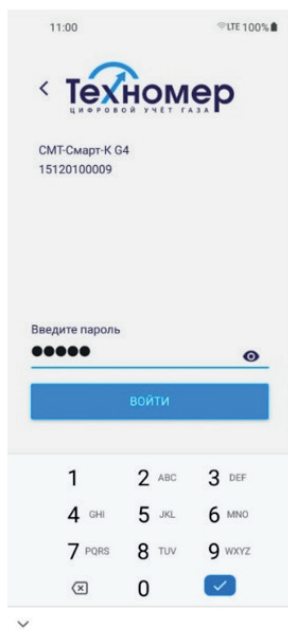 11:00 LTE 100%
Техномер
ЦИФРОВОЙ УЧЁТ ГАЗА
СМТ-Смарт-К G4
15120100009
Введите пароль
ВОЙТИ
1 2 ABC 3 DEF
4 GHI 5 JKL 6 MNO
7 PQRS 8 TUV 9 WXYZ
0